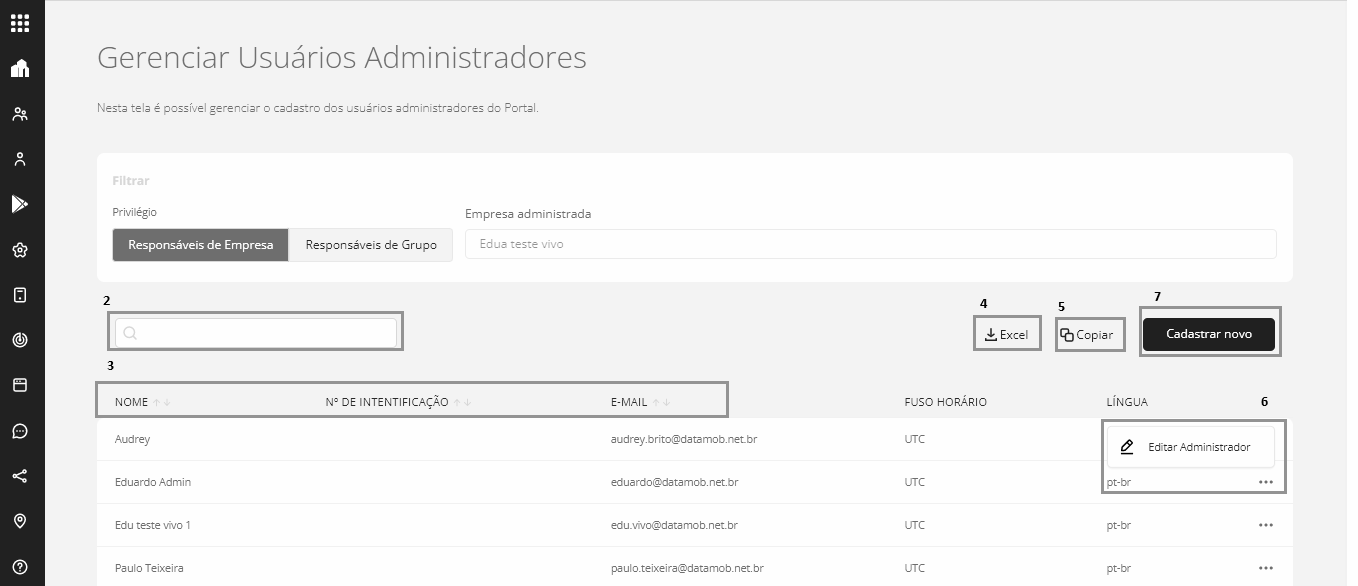 Gerenciar Usuários Administradores
Nesta tela é possível gerenciar o cadastro dos usuários administradores do Portal.
Filtrar
Privilégio
Empresa administrada
Responsáveis de Empresa Responsáveis de Grupo
Edua teste vivo
2
4
5
7
Excel
Copiar
Cadastrar novo
3
6
NOME Nº DE INTENTIFICAÇÃO E-MAIL FUSO HORÁRIO LÍNGUA
Audrey audrey.brito@datamob.net.br UTC
Editar Administrador
Eduardo Admin eduardo@datamob.net.br UTC pt-br
Edu teste vivo 1 edu.vivo@datamob.net.br UTC pt-br
Paulo Teixeira paulo.teixeira@datamob.net.br UTC pt-br